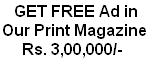 GET FREE Ad in
Our Print Magazine
Rs. 3,00,000/-